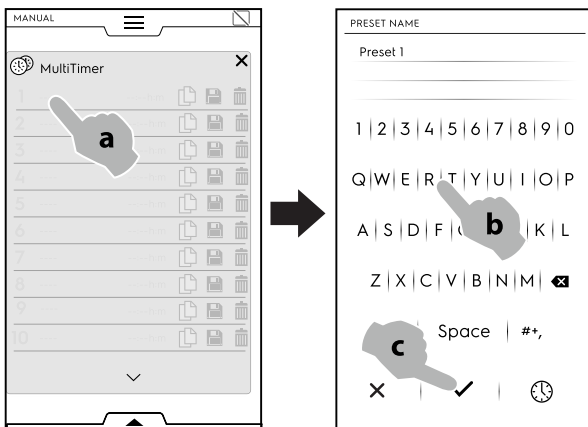 MANUAL
MultiTimer
1
a
2
3
4
5
6
7
8
9
10
PRESET NAME
Preset 1
1 | 2 | 3 | 4 | 5 | 6 | 7 | 8 | 9 | 0
Q | W | E | R | T | Y | U | I | O | P
A | S | D | F | b | K | L
Z | X | C | V | B | N | M |
c
Space | #+,